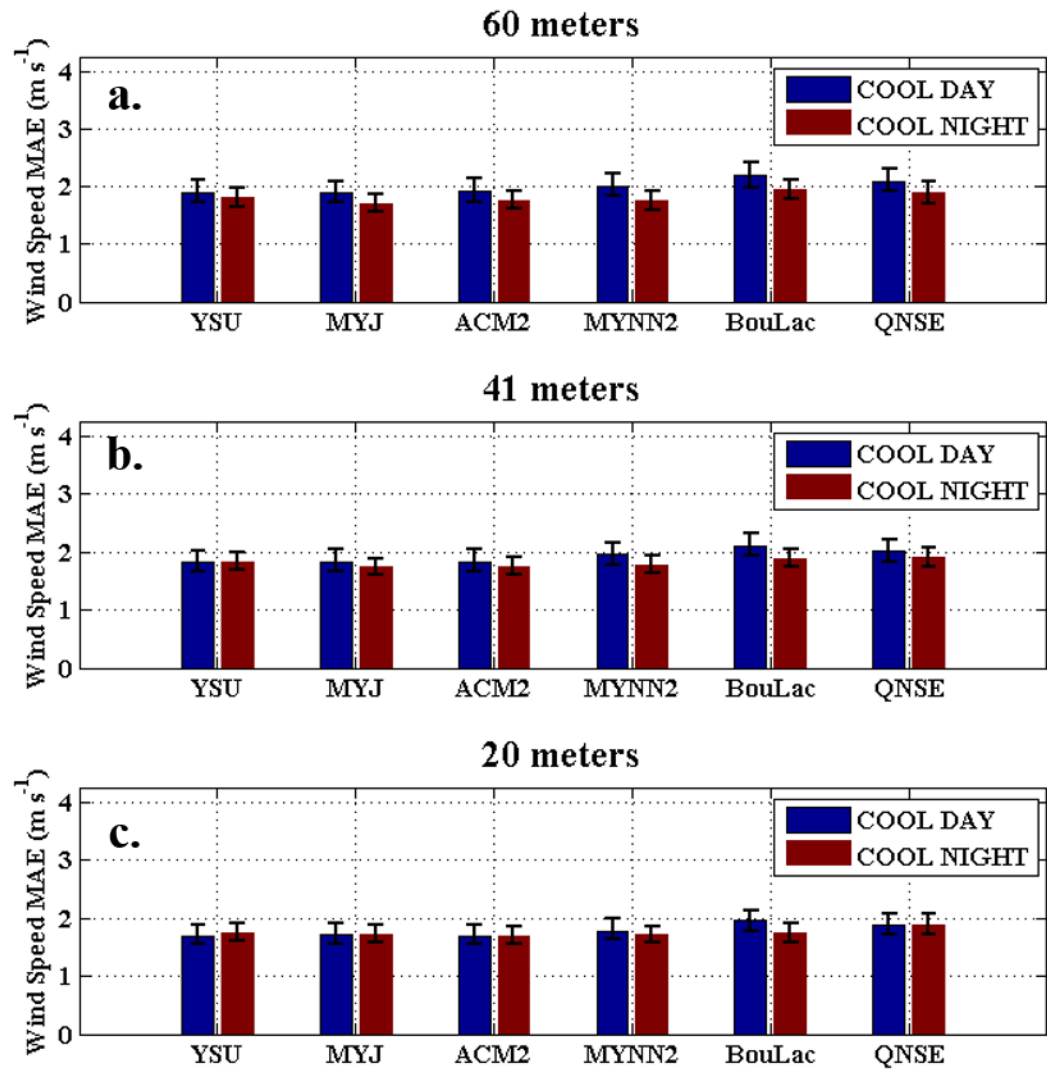 60 meters
Wind Speed MAE (m s⁻¹)
a.
4
3
2
1
0
COOL DAY
COOL NIGHT
YSU MYJ ACM2 MYNN2 BouLac QNSE
41 meters
Wind Speed MAE (m s⁻¹)
b.
4
3
2
1
0
COOL DAY
COOL NIGHT
YSU MYJ ACM2 MYNN2 BouLac QNSE
20 meters
Wind Speed MAE (m s⁻¹)
c.
4
3
2
1
0
COOL DAY
COOL NIGHT
YSU MYJ ACM2 MYNN2 BouLac QNSE